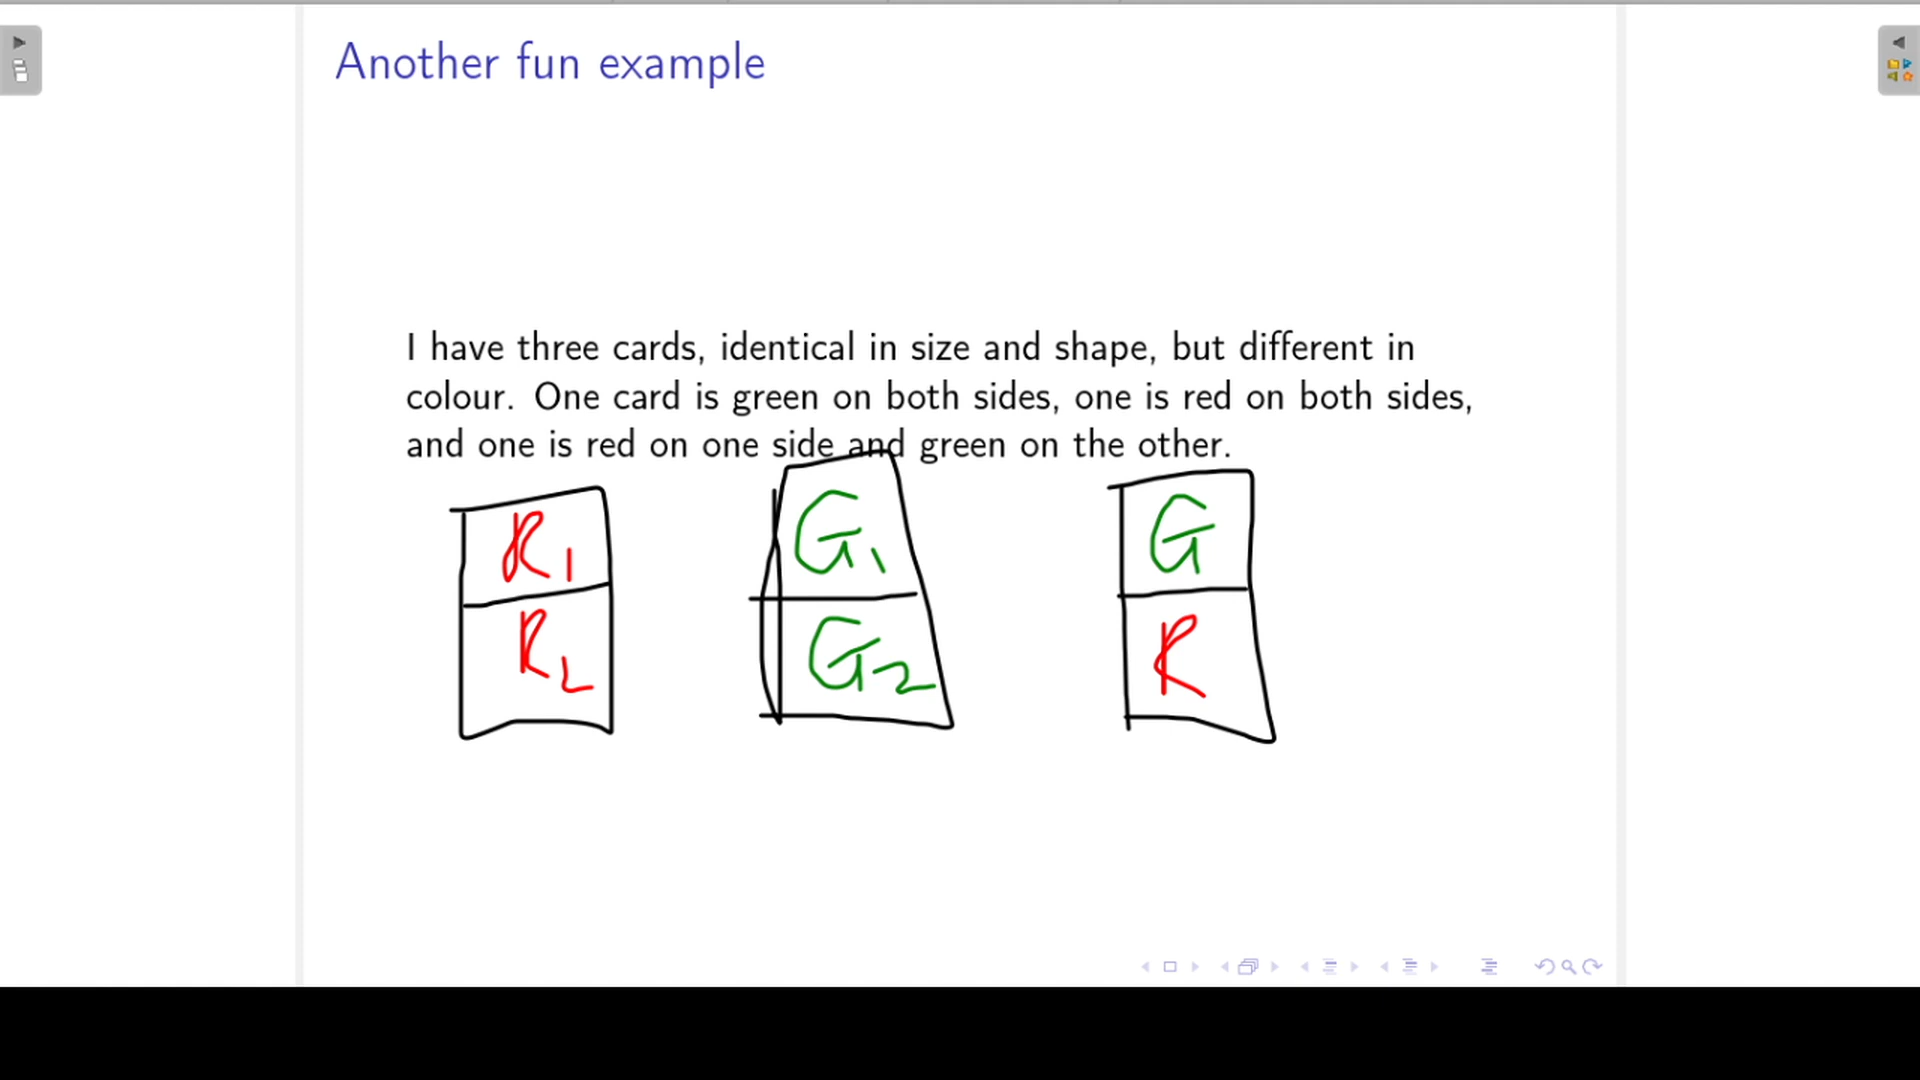 Another fun example
I have three cards, identical in size and shape, but different in
colour. One card is green on both sides, one is red on both sides,
and one is red on one side and green on the other.
R1 G1 G
R2 G2 R